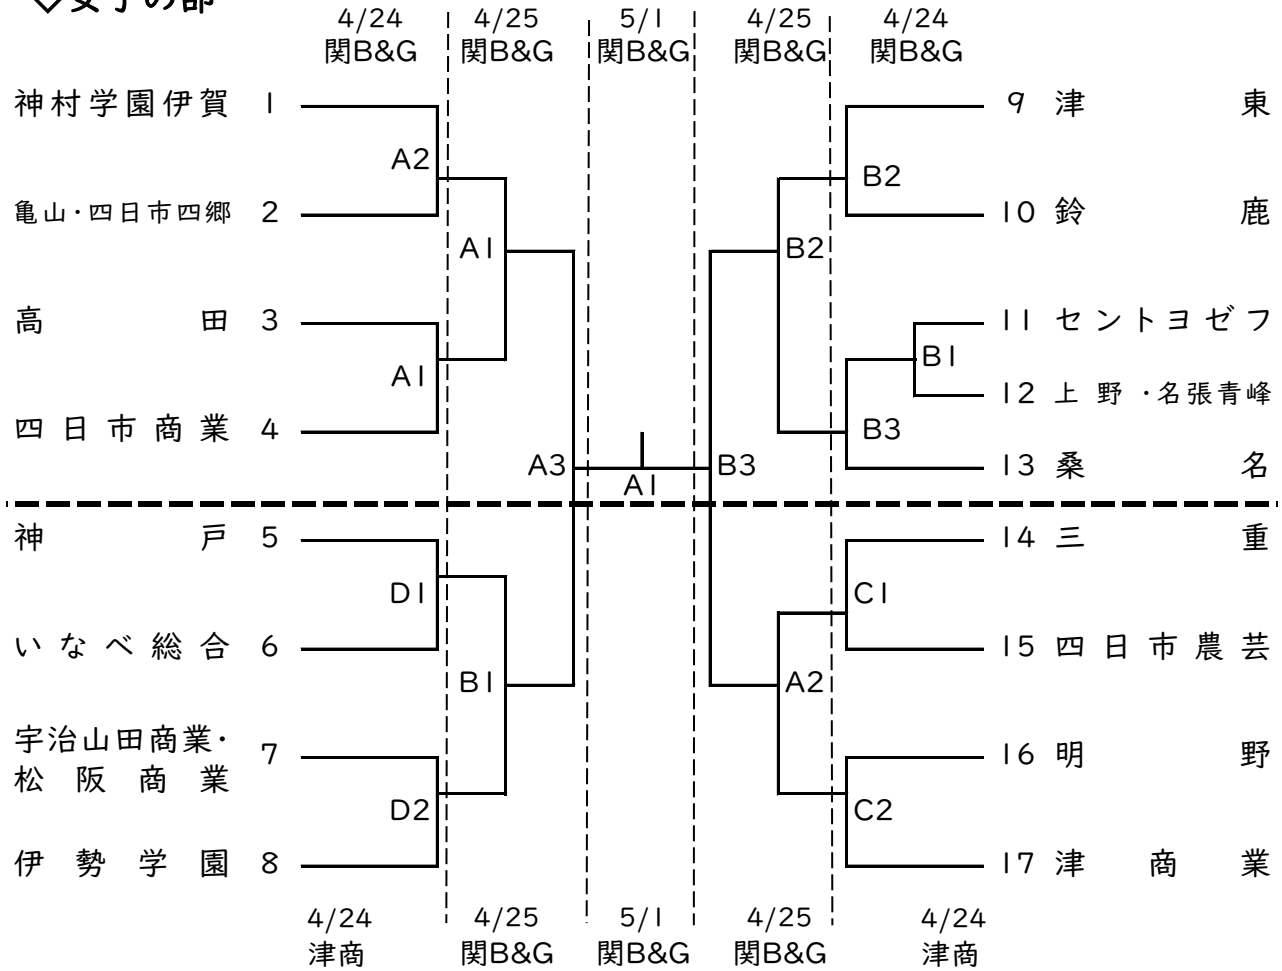 ◇女子の部
4/24 4/25 5/1 4/25 4/24
関B&G 関B&G 関B&G 関B&G 関B&G
神村学園伊賀 1
9 津東
A2
B2
亀山・四日市四郷 2
10 鈴鹿
A1
B2
高田 3
11 セントヨゼフ
B1
A1
12 上野・名張青峰
四日市商業 4
B3
A3
A1
B3
13 桑名
神戸 5
14 三重
D1
C1
いなべ総合 6
15 四日市農芸
B1
A2
宇治山田商業・
松阪商業
7
16 明野
D2
C2
伊勢学園 8
17 津商業
4/24 4/25 5/1 4/25 4/24
津商 関B&G 関B&G 関B&G 津商